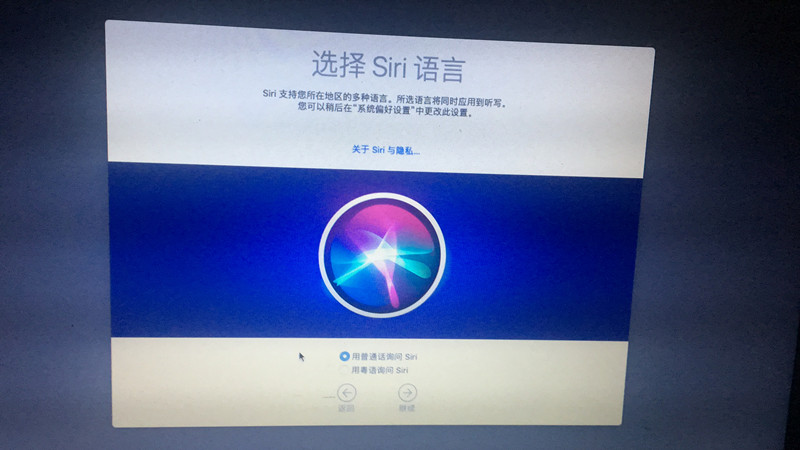 选择 Siri 语言
Siri 支持您所在地区的多种语言。所选语言将同时应用到听写。
您可以稍后在“系统偏好设置”中更改此设置。
关于 Siri 与隐私...
用普通话询问 Siri
用粤语询问 Siri
返回
继续